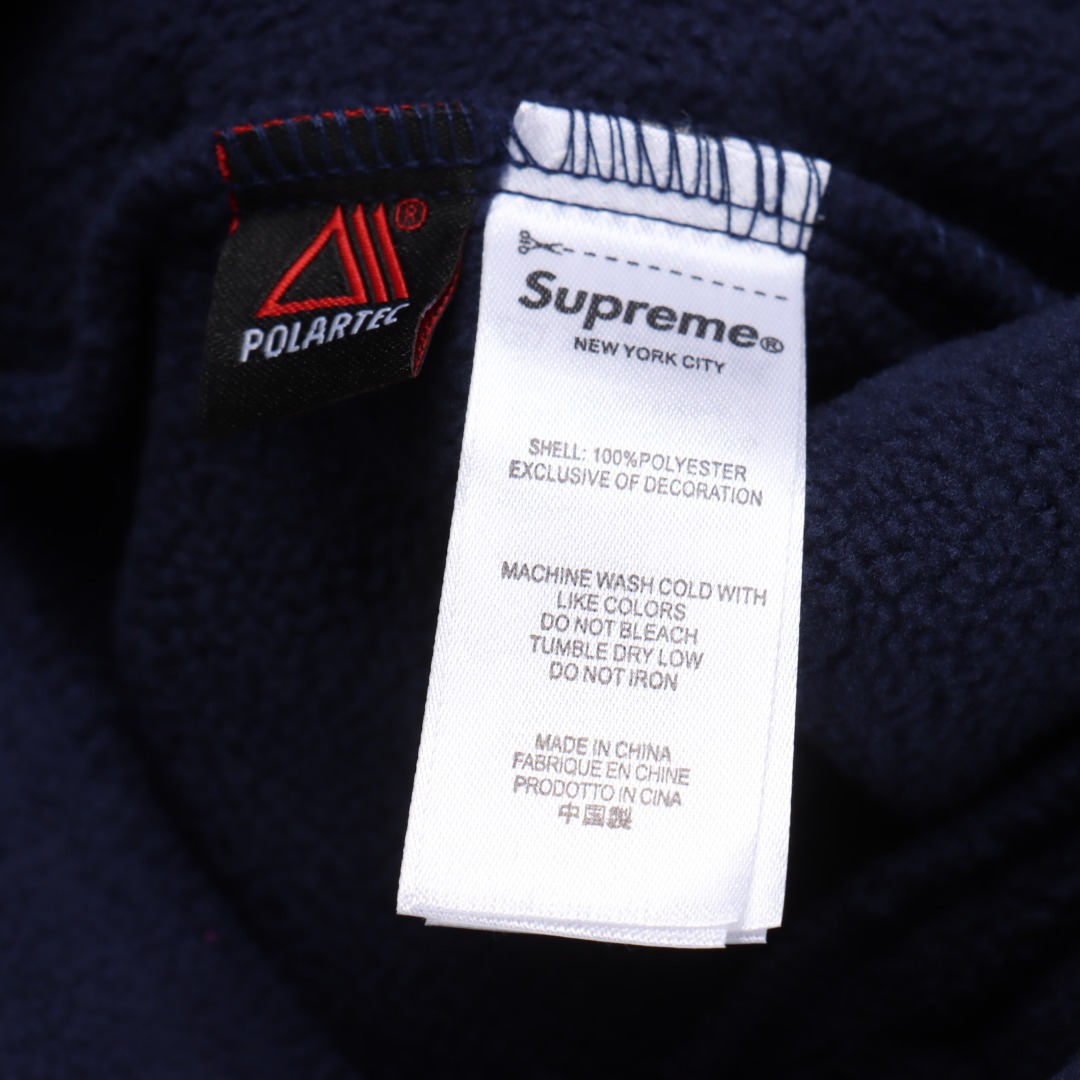 ®
POLARTEC
Supreme®
NEW YORK CITY
SHELL: 100%POLYESTER
EXCLUSIVE OF DECORATION
MACHINE WASH COLD WITH
LIKE COLORS
DO NOT BLEACH
TUMBLE DRY LOW
DO NOT IRON
MADE IN CHINA
FABRIQUE EN CHINE
PRODOTTO IN CINA
中国製